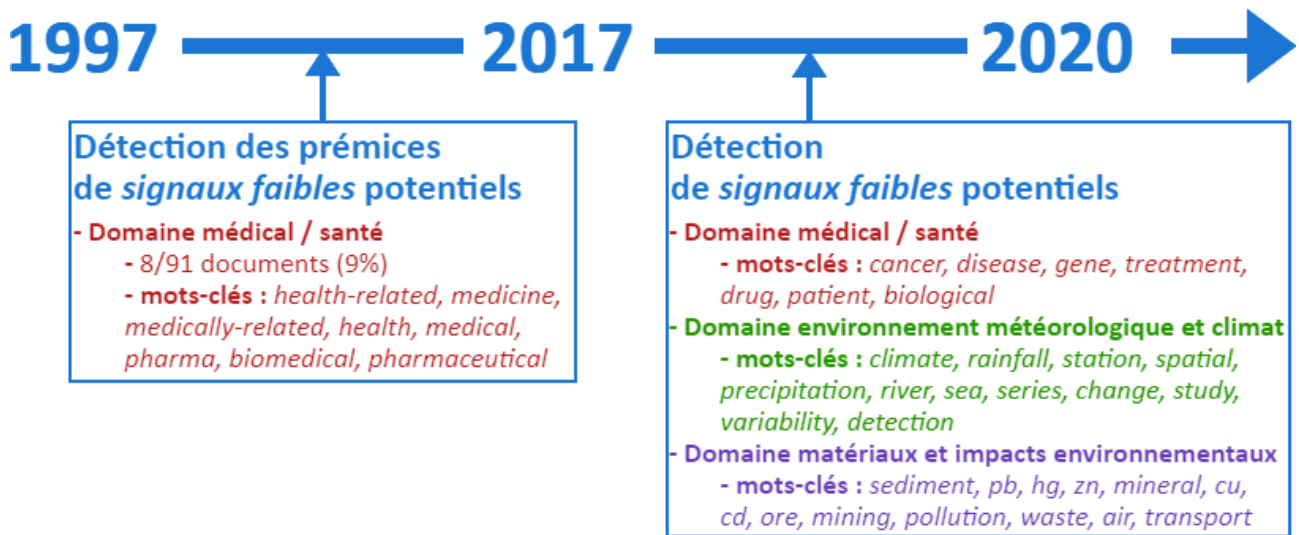 1997 2017 2020
Détection des prémices
de signaux faibles potentiels
- Domaine médical / santé
- 8/91 documents (9%)
- mots-clés : health-related, medicine,
medically-related, health, medical,
pharma, biomedical, pharmaceutical
Détection
de signaux faibles potentiels
- Domaine médical / santé
- mots-clés : cancer, disease, gene, treatment,
drug, patient, biological
- Domaine environnement météorologique et climat
- mots-clés : climate, rainfall, station, spatial,
precipitation, river, sea, series, change, study,
variability, detection
- Domaine matériaux et impacts environnementaux
- mots-clés : sediment, pb, hg, zn, mineral, cu,
cd, ore, mining, pollution, waste, air, transport